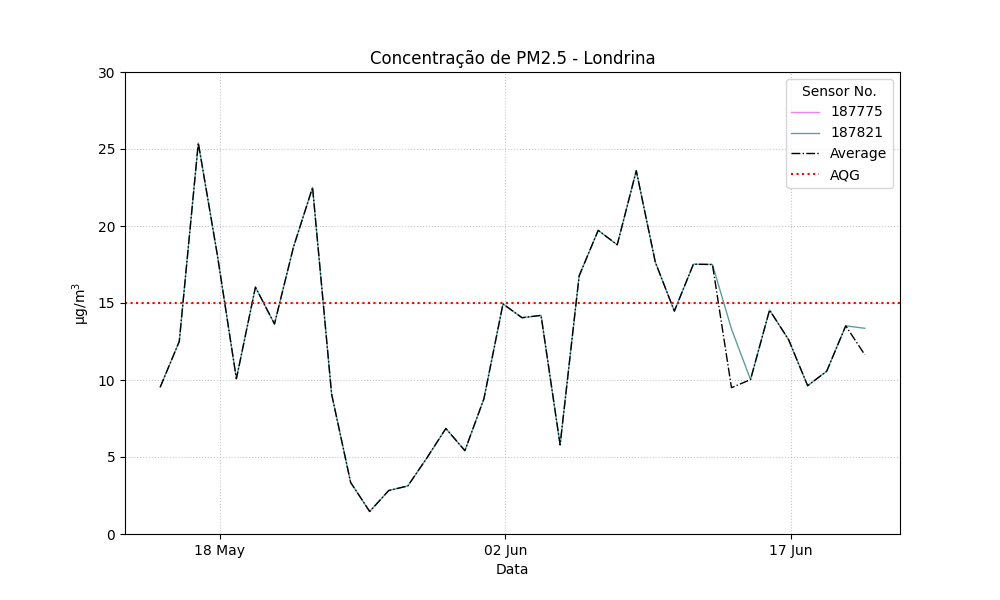 Concentração de PM2.5 - Londrina
30
25
20
15
10
5
0
µg/m³
18 May
02 Jun
17 Jun
Data
Sensor No.
187775
187821
Average
AQG